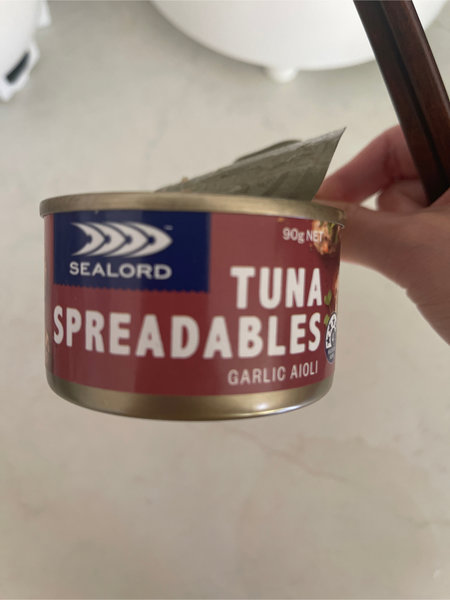 90g NET
SEALORD
TUNA
SPREADABLES
GARLIC AIOLI